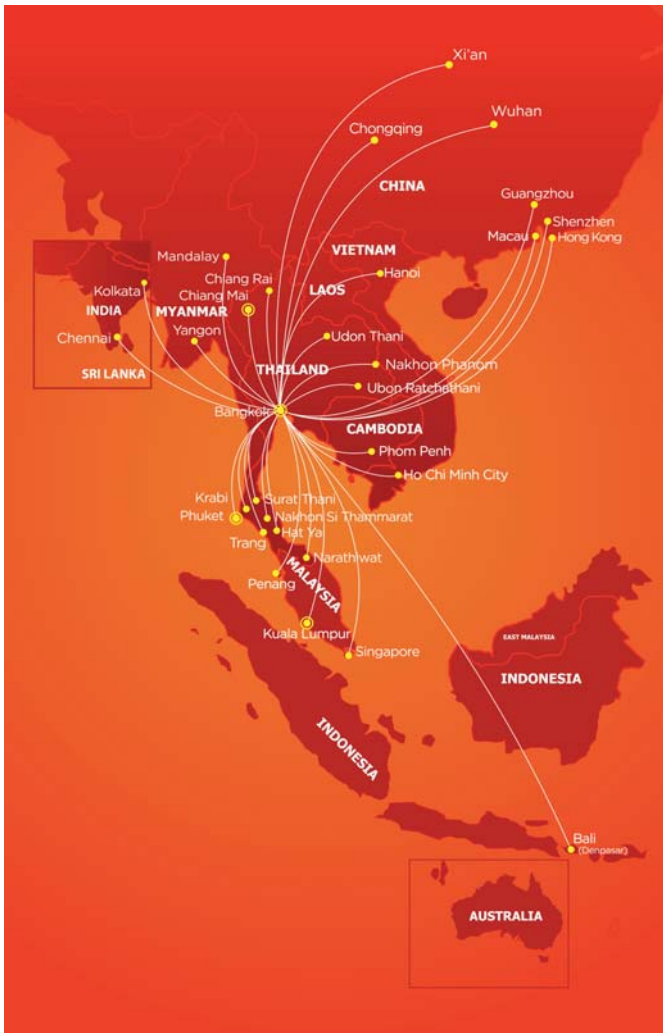 Xi'an
Wuhan
Chongqing
CHINA
Guangzhou
Shenzhen
Macau
Hong Kong
VIETNAM
Mandalay
Hanoi
Chiang Rai
Kolkata
LAOS
Chiang Mai
INDIA
MYANMAR
Yangon
Udon Thani
Chennai
THAILAND
Nakhon Phanom
SRI LANKA
Ubon Ratchathani
Bangkok
CAMBODIA
Phom Penh
Ho Chi Minh City
Krabi
Surat Thani
Phuket
Nakhon Si Thammarat
Trang
Hat Ya
Narathiwat
MALAYSIA
Penang
Kuala Lumpur
EAST MALAYSIA
Singapore
INDONESIA
INDONESIA
Bali
(Denpasar)
AUSTRALIA